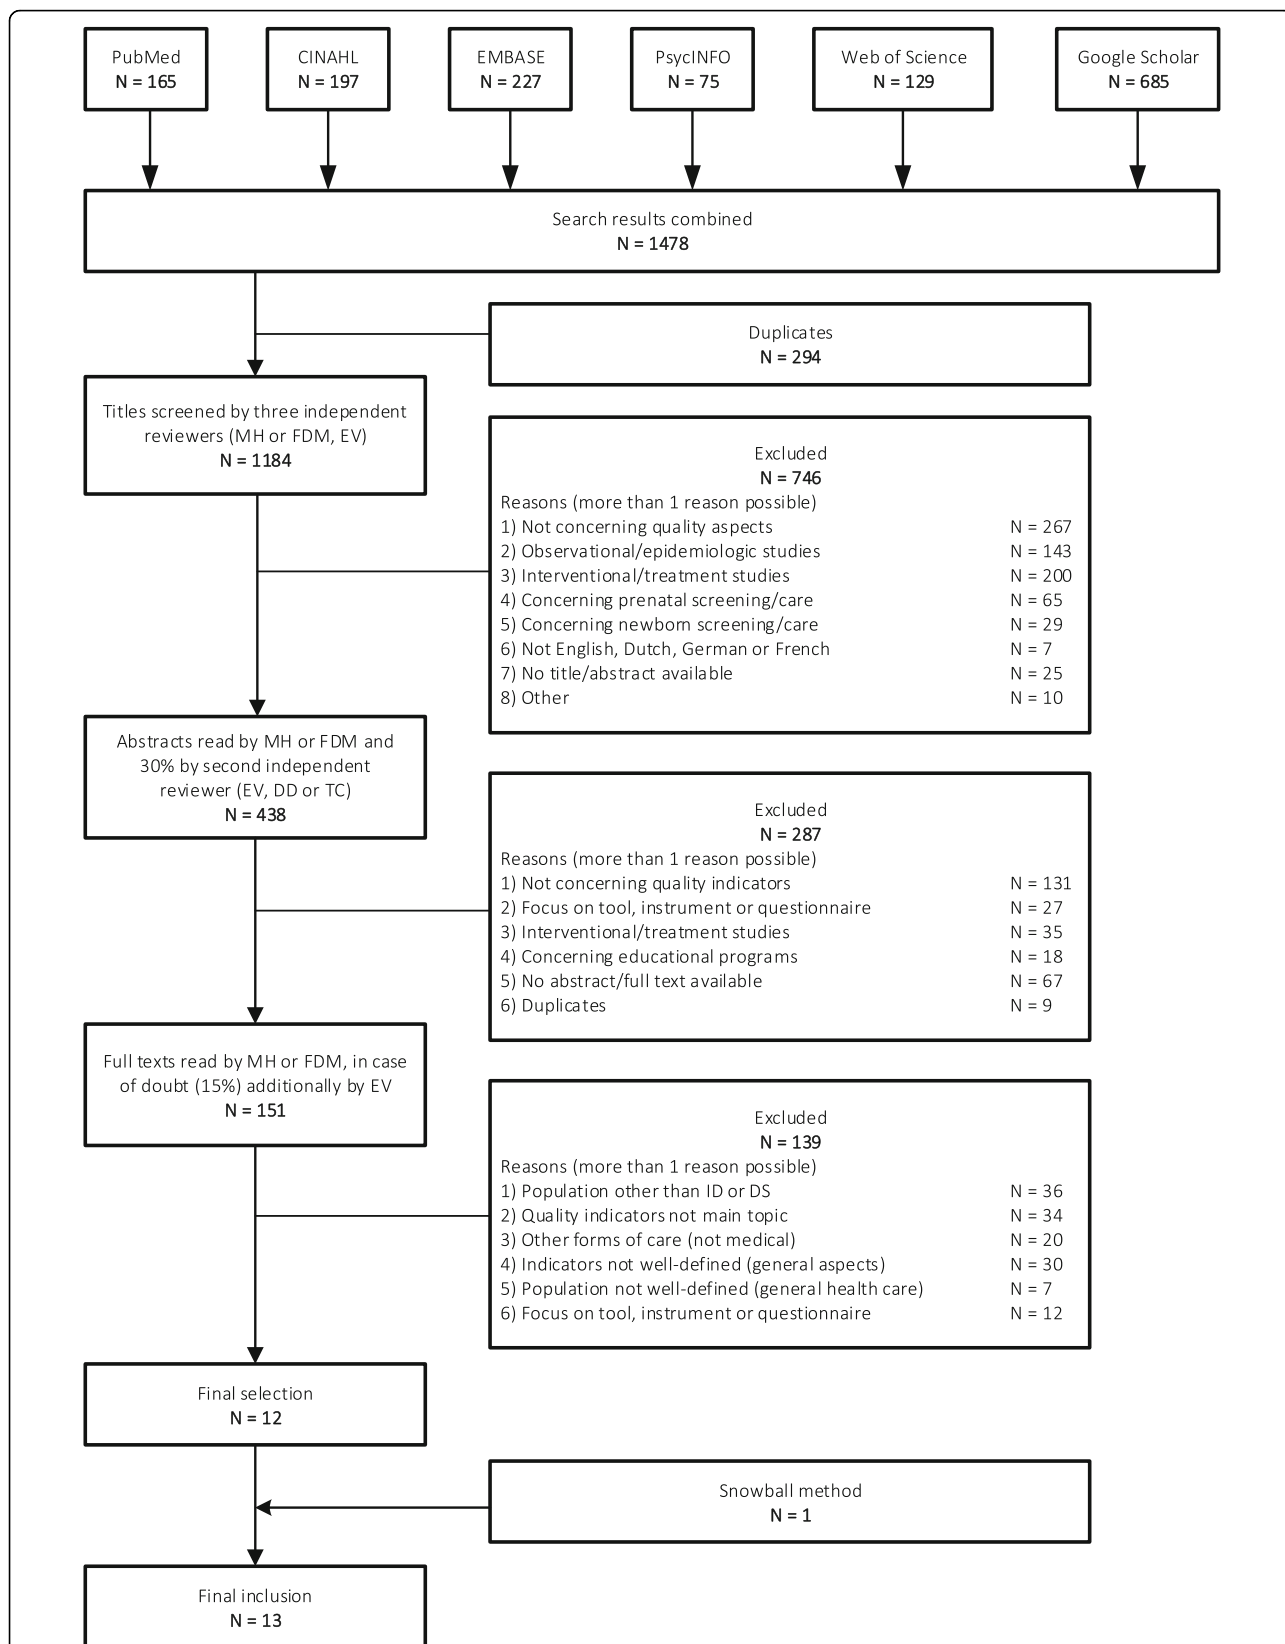 PubMed
N = 165
CINAHL
N = 197
EMBASE
N = 227
PsycINFO
N = 75
Web of Science
N = 129
Google Scholar
N = 685
Search results combined
N = 1478
Duplicates
N = 294
Titles screened by three independent
reviewers (MH or FDM, EV)
N = 1184
Excluded
N = 746
Reasons (more than 1 reason possible)
1) Not concerning quality aspects N = 267
2) Observational/epidemiologic studies N = 143
3) Interventional/treatment studies N = 200
4) Concerning prenatal screening/care N = 65
5) Concerning newborn screening/care N = 29
6) Not English, Dutch, German or French N = 7
7) No title/abstract available N = 25
8) Other N = 10
Abstracts read by MH or FDM and
30% by second independent
reviewer (EV, DD or TC)
N = 438
Excluded
N = 287
Reasons (more than 1 reason possible)
1) Not concerning quality indicators N = 131
2) Focus on tool, instrument or questionnaire N = 27
3) Interventional/treatment studies N = 35
4) Concerning educational programs N = 18
5) No abstract/full text available N = 67
6) Duplicates N = 9
Full texts read by MH or FDM, in case
of doubt (15%) additionally by EV
N = 151
Excluded
N = 139
Reasons (more than 1 reason possible)
1) Population other than ID or DS N = 36
2) Quality indicators not main topic N = 34
3) Other forms of care (not medical) N = 20
4) Indicators not well-defined (general aspects) N = 30
5) Population not well-defined (general health care) N = 7
6) Focus on tool, instrument or questionnaire N = 12
Final selection
N = 12
Snowball method
N = 1
Final inclusion
N = 13